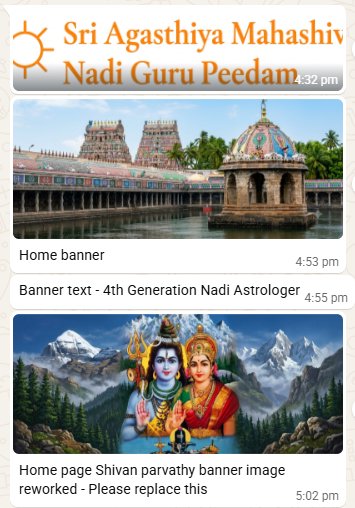 Sri Agasthiya Mahashiv
Nadi Guru Peedam
4:32 pm
Home banner
4:53 pm
Banner text - 4th Generation Nadi Astrologer
4:55 pm
Home page Shivan parvathy banner image
reworked - Please replace this
5:02 pm